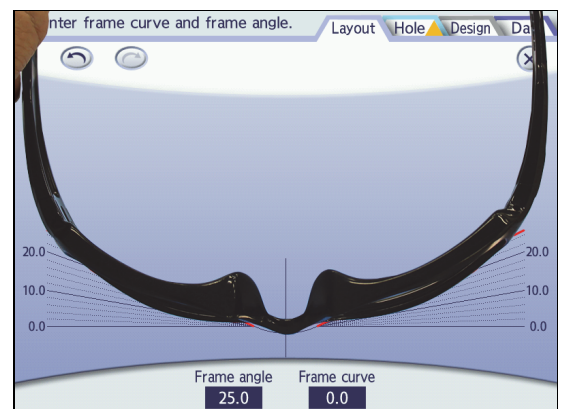 nter frame curve and frame angle.
Layout
Hole
Design
Da
20.0
20.0
10.0
10.0
0.0
0.0
Frame angle
Frame curve
25.0
0.0